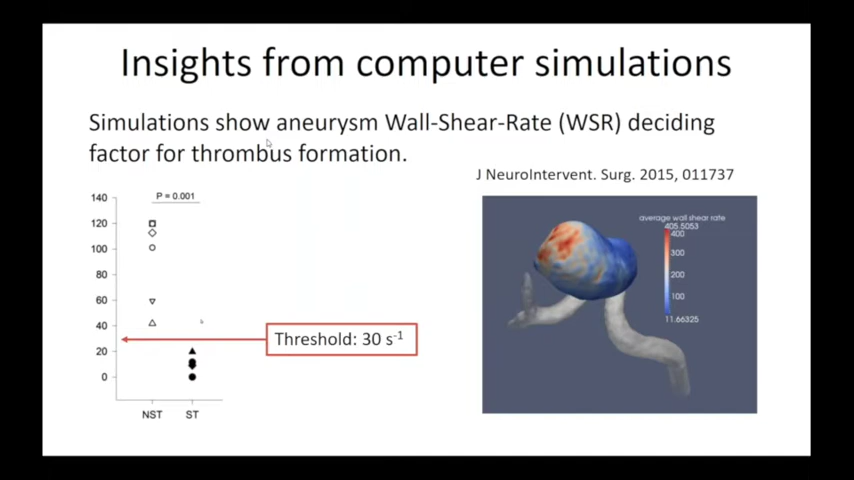 Insights from computer simulations
Simulations show aneurysm Wall-Shear-Rate (WSR) deciding
factor for thrombus formation.
J NeuroIntervent. Surg. 2015, 011737
P = 0.001
140
120
100
80
60
40
20
0
NST ST
Threshold: 30 s⁻¹
average wall shear rate
405.5053
400
300
200
100
11.66325